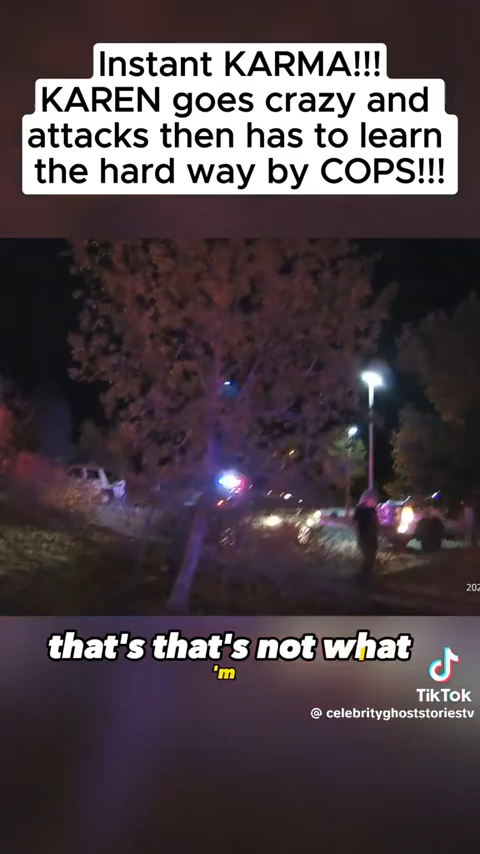 Instant KARMA!!!
KAREN goes crazy and
attacks then has to learn
the hard way by COPS!!!
202
that's that's not what
'm
TikTok
@ celebrityghoststoriestv